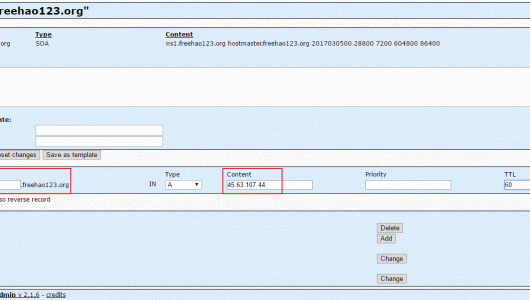 reehao123.org"
Type Content
.org SOA ns1.freehao123.org hostmaster.freehao123.org 2017030500 28800 7200 604800 86400
ate:
eset changes Save as template
Type Content Priority TTL
.freehao123.org IN A 45.63.107.44 60
so reverse record
Delete
Add
Change
Change
dmin v 2.1.6 - credits